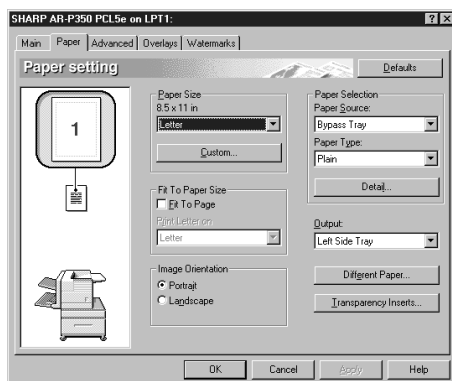 SHARP AR-P350 PCL5e on LPT1:
Main Paper Advanced Overlays Watermarks
Paper setting
Defaults
1
Paper Size
8.5 x 11 in
Letter
Custom...
Fit To Paper Size
Fit To Page
Print Letter on
Letter
Image Orientation
Portrait
Landscape
Paper Selection
Paper Source:
Bypass Tray
Paper Type:
Plain
Detail...
Output:
Left Side Tray
Different Paper...
Transparency Inserts...
OK Cancel Apply Help